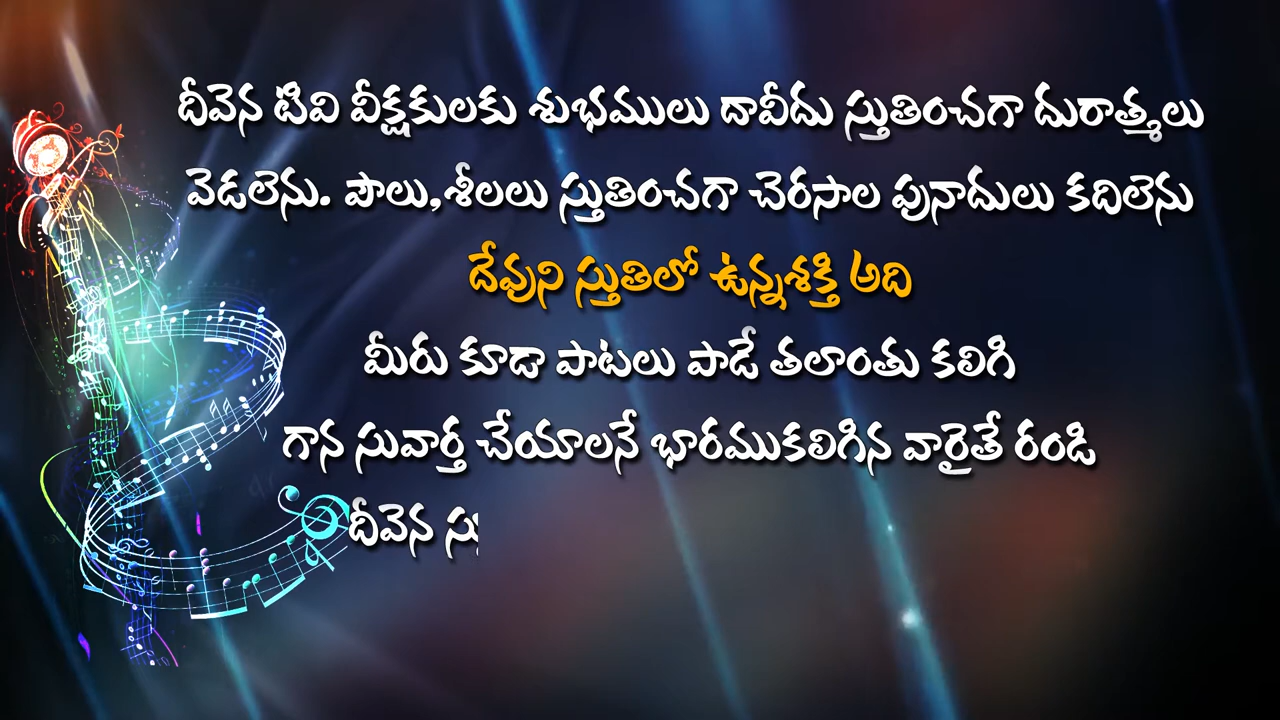 దీవెన టివి వీక్షకులకు శుభములు దావీదు స్తుతించగా దురాత్మలు
వెడలెను. పౌలు,శీలలు స్తుతించగా చెరసాల పునాదులు కదిలెను
దేవుని స్తుతిలో ఉన్నశక్తి అది
మీరు కూడా పాటలు పాడే తలాంతు కలిగి
గాన సువార్త చేయాలనే భారముకలిగిన వారైతే రండి
దీవెన